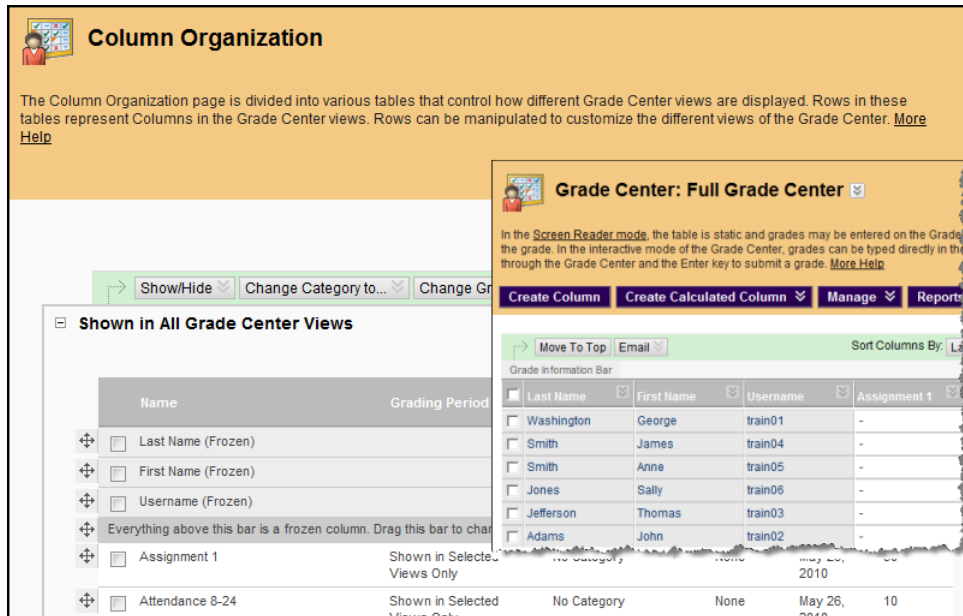 Column Organization
The Column Organization page is divided into various tables that control how different Grade Center views are displayed. Rows in these
tables represent Columns in the Grade Center views. Rows can be manipulated to customize the different views of the Grade Center. More
Help
Show/Hide Change Category to... Change Gr
Shown in All Grade Center Views
Name Grading Period
Last Name (Frozen)
First Name (Frozen)
Username (Frozen)
Everything above this bar is a frozen column. Drag this bar to char
Assignment 1 Shown in Selected No Category None May 2010
Views Only
Attendance 8-24 Shown in Selected No Category None May 26, 10
Views Only 2010
Grade Center: Full Grade Center
In the Screen Reader mode, the table is static and grades may be entered on the Grade
the grade. In the interactive mode of the Grade Center, grades can be typed directly in the
through the Grade Center and the Enter key to submit a grade. More Help
Create Column Create Calculated Column Manage Reports
Move To Top Email Sort Columns By: La
Grade Information Bar
Last Name First Name Username Assignment 1
Washington George train01 -
Smith James train04 -
Smith Anne train05 -
Jones Sally train06 -
Jefferson Thomas train03 -
Adams John train02 -